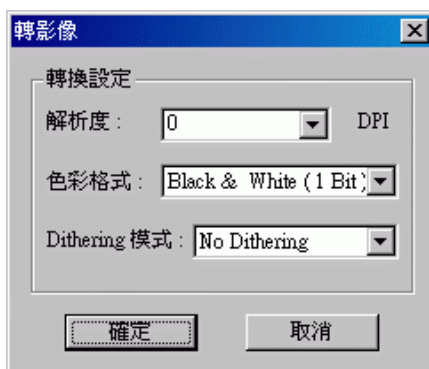 轉影像
轉換設定
解析度 : 0 DPI
色彩格式 : Black & White ( 1 Bit )
Dithering 模式 : No Dithering
確定 取消